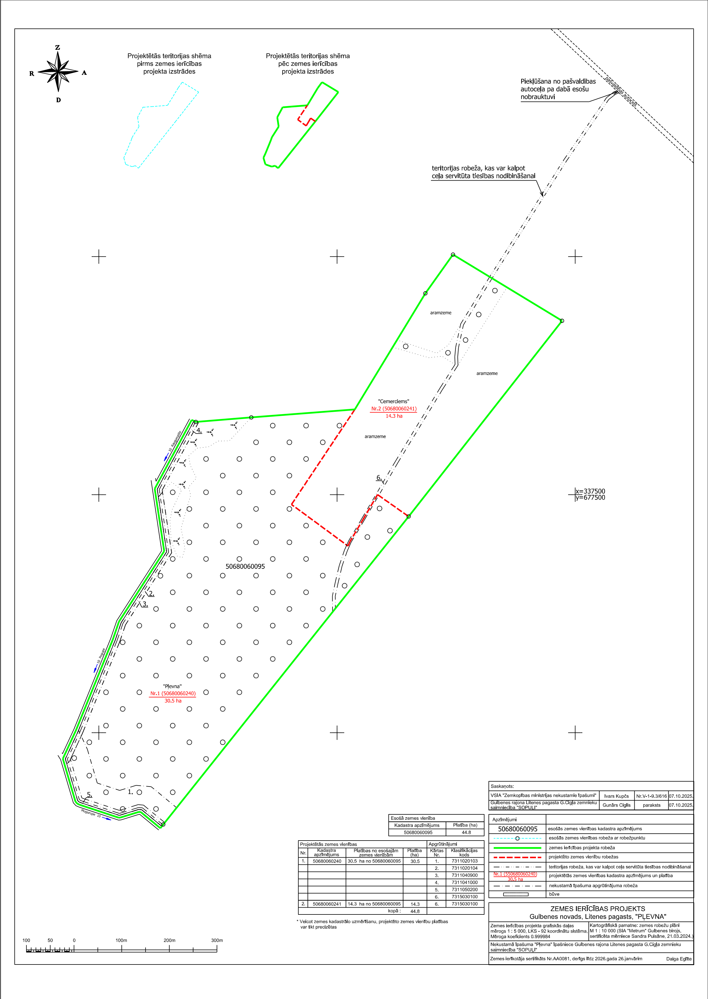 Z
R
A
D
Projektētās teritorijas shēma
pirms zemes ierīcības
projekta izstrādes
Projektētās teritorijas shēma
pēc zemes ierīcības
projekta izstrādes
pašvaldības autoceļš
Piekļūšana no pašvaldības
autoceļa pa dabā esošu
nobrauktuvi
teritorijas robeža, kas var kalpot
ceļa servitūta tiesības nodibināšanai
aramzeme
aramzeme
"Cemerciems"
Nr.2 (50680060241)
14.3 ha
aramzeme
4.
10 Kaugurupīte
6.
x=337500
y=677500
50680060095
2.
3.
10 Pogupe
"Pļevna"
Nr.1 (50680060240)
30.5 ha
1.
5.
Mugurupe 10
Saskaņots:
VSIA "Zemkopības ministrijas nekustamie īpašumi" Ivars Kupčs Nr.V-1-9.3/616 07.10.2025.
Gulbenes rajona Litenes pagasta G.Cigļa zemnieku
saimniecība "SOPUĻI" Gunārs Ciglis paraksts 07.10.2025.
Esošā zemes vienība
Kadastra apzīmējums Platība (ha)
50680060095 44.8
Projektētās zemes vienības Apgrūtinājumi
Nr. Kadastra apzīmējums Platības no esošajām zemes vienībām Platība (ha) Kārtas Nr. Klasifikācijas kods
1. 50680060240 30.5 ha no 50680060095 30.5 1. 7311020103
2. 7311020104
3. 7311040900
4. 7311041000
5. 7311050200
6. 7315030100
2. 50680060241 14.3 ha no 50680060095 14.3 6. 7315030100
kopā : 44.8
* Veicot zemes kadastrālo uzmērīšanu, projektēto zemes vienību platības
var tikt precizētas
Apzīmējumi
50680060095 esošās zemes vienības kadastra apzīmējums
esošās zemes vienības robeža ar robežpunktu
zemes ierīcības projekta robeža
projektēto zemes vienību robežas
teritorijas robeža, kas var kalpot ceļa servitūta tiesības nodibināšanai
Nr.1 (550680060240)
30.5 ha
projektētās zemes vienības kadastra apzīmējums un platība
nekustamā īpašuma apgrūtinājuma robeža
būve
ZEMES IERĪCĪBAS PROJEKTS
Gulbenes novads, Litenes pagasts, "PĻEVNA"
Zemes ierīcības projekta grafiskās daļas
mērogs 1 : 5 000, LKS - 92 koordinātu sistēma,
Mēroga koeficients 0.999984
Kartogrāfiskā pamatne: zemes robežu plāni
M 1 : 10 000 (SIA "Metrum" Gulbenes birojs,
sertificēta mērniece Sandra Puisāne, 21.03.2024.)
Nekustamā īpašuma "Pļevna" īpašniece Gulbenes rajona Litenes pagasta G.Cigļa zemnieku
saimniecība "SOPUĻI"
Zemes ierīkotāja sertifikāts Nr.AA0081, derīgs līdz 2026.gada 26.janvārim Daiga Eglīte
100 50 0 100m 200m 300m